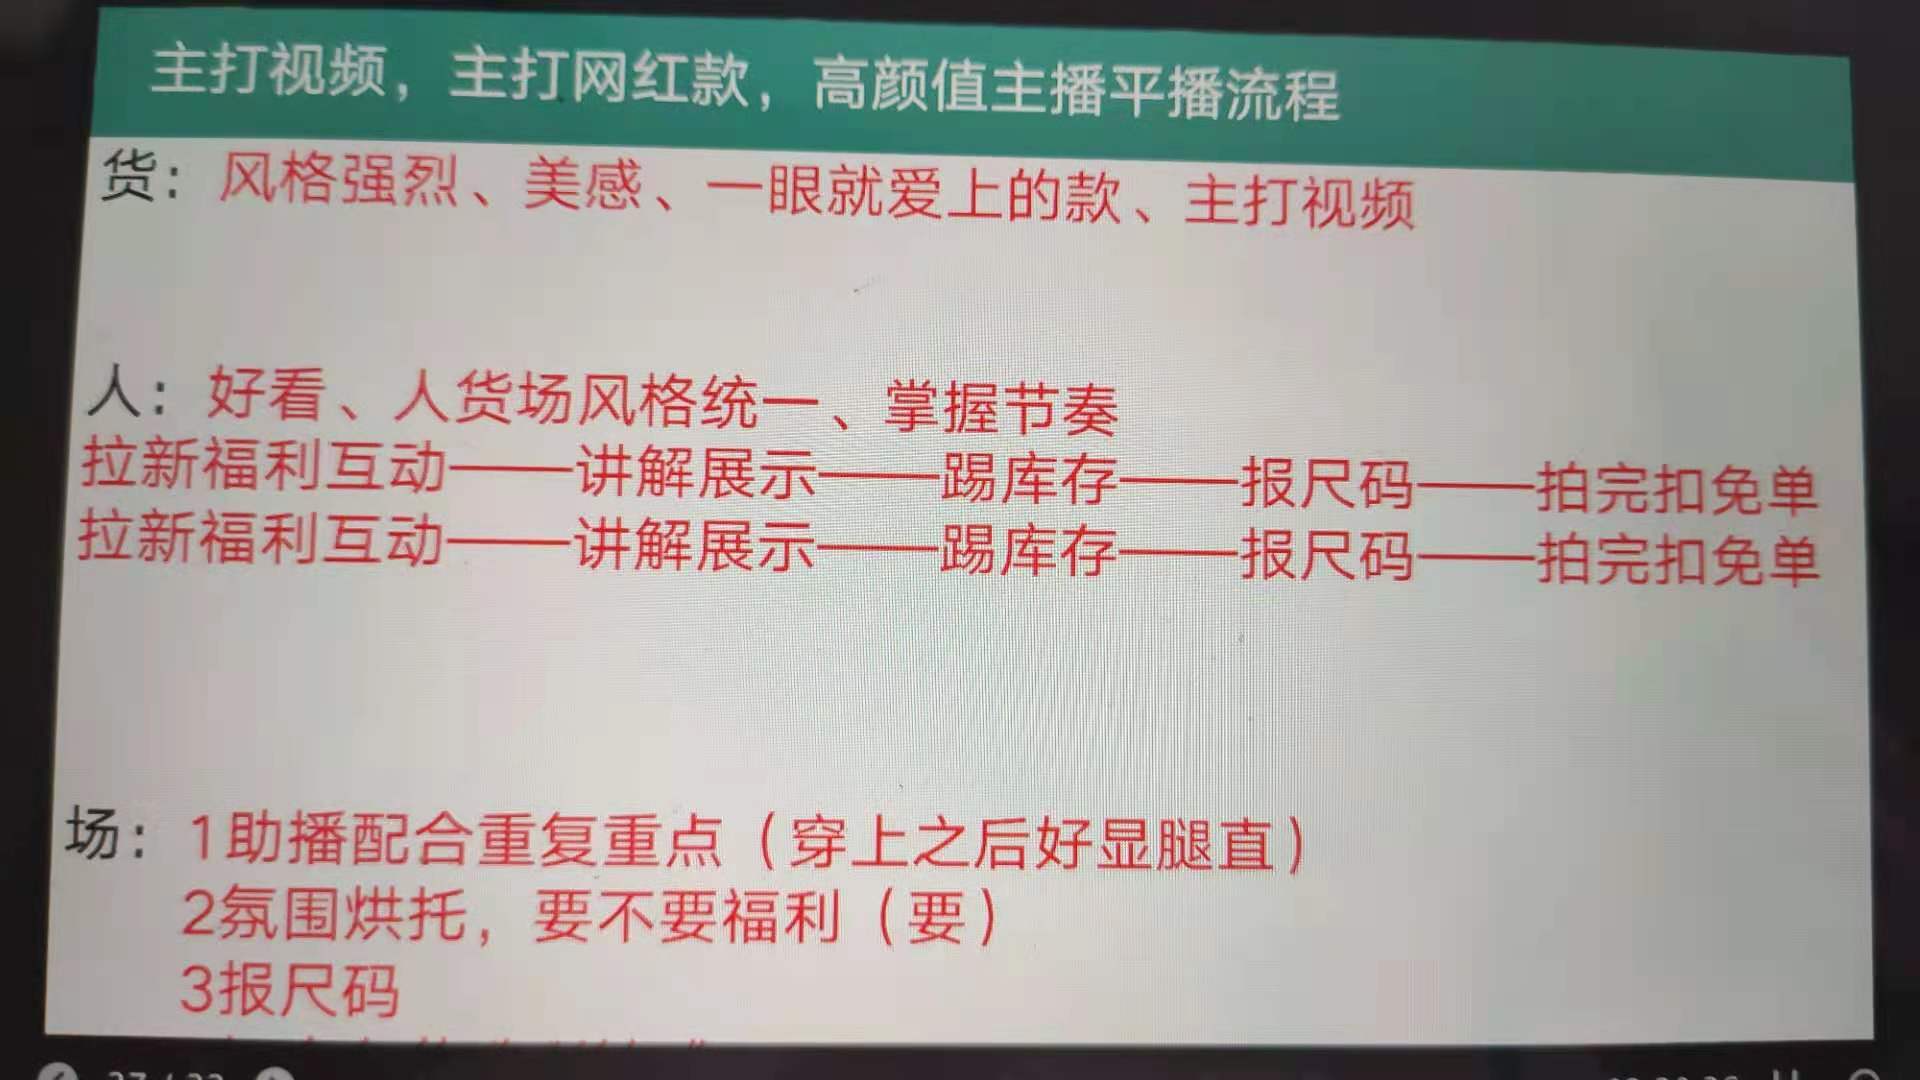 主打视频，主打网红款，高颜值主播平播流程
货：风格强烈、美感、一眼就爱上的款、主打视频
人：好看、人货场风格统一、掌握节奏
拉新福利互动——讲解展示——踢库存——报尺码——拍完扣免单
拉新福利互动——讲解展示——踢库存——报尺码——拍完扣免单
场：1助播配合重复重点（穿上之后好显腿直）
2氛围烘托，要不要福利（要）
3报尺码